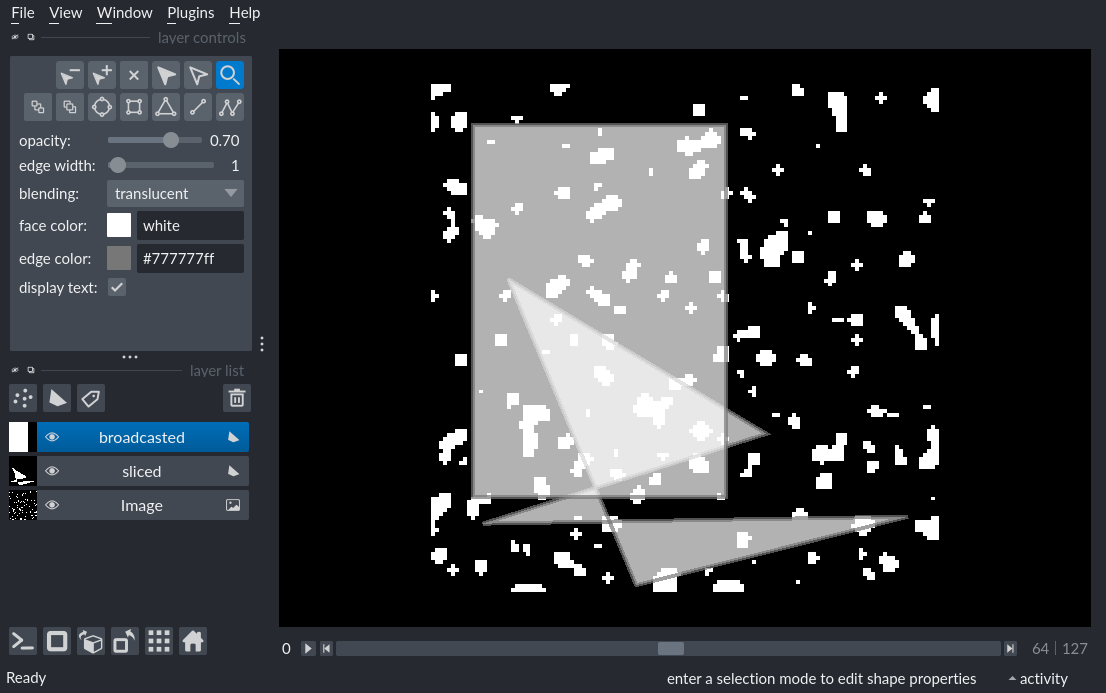 File View Window Plugins Help
layer controls
opacity: 0.70
edge width: 1
blending: translucent
face color: white
edge color: #777777ff
display text:
layer list
broadcasted
sliced
Image
0 64 | 127
Ready enter a selection mode to edit shape properties activity